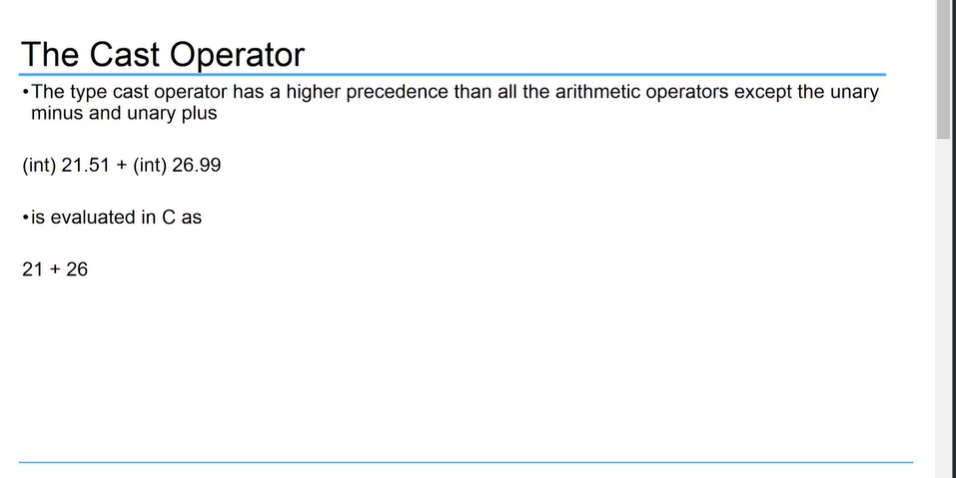 The Cast Operator
•The type cast operator has a higher precedence than all the arithmetic operators except the unary
minus and unary plus
(int) 21.51 + (int) 26.99
•is evaluated in C as
21 + 26